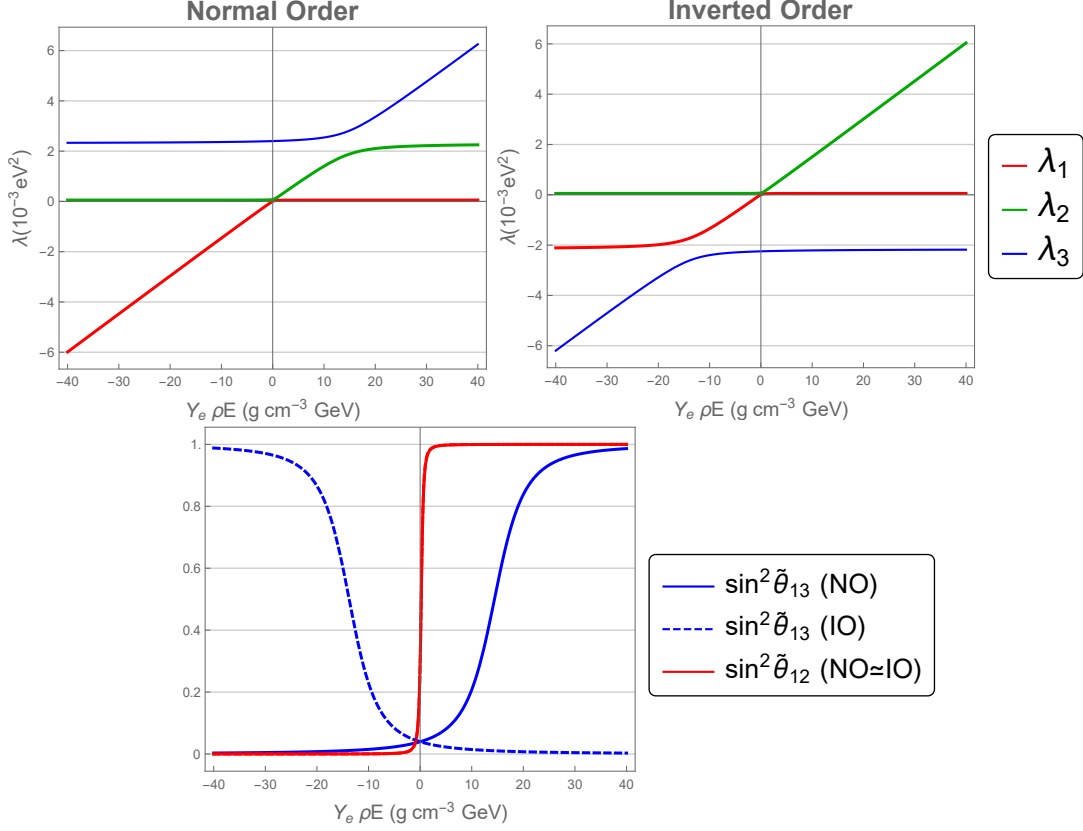 Normal Order
Inverted Order
6
4
2
0
−2
−4
−6
λ(10⁻³eV²)
−40 −30 −20 −10 0 10 20 30 40
Yₑ ρE (g cm⁻³ GeV)
6
4
2
0
−2
−4
−6
λ(10⁻³eV²)
−40 −30 −20 −10 0 10 20 30 40
Yₑ ρE (g cm⁻³ GeV)
λ₁
λ₂
λ₃
1.
0.8
0.6
0.4
0.2
0
−40 −30 −20 −10 0 10 20 30 40
Yₑ ρE (g cm⁻³ GeV)
sin² θ̃₁₃ (NO)
sin² θ̃₁₃ (IO)
sin² θ̃₁₂ (NO≃IO)